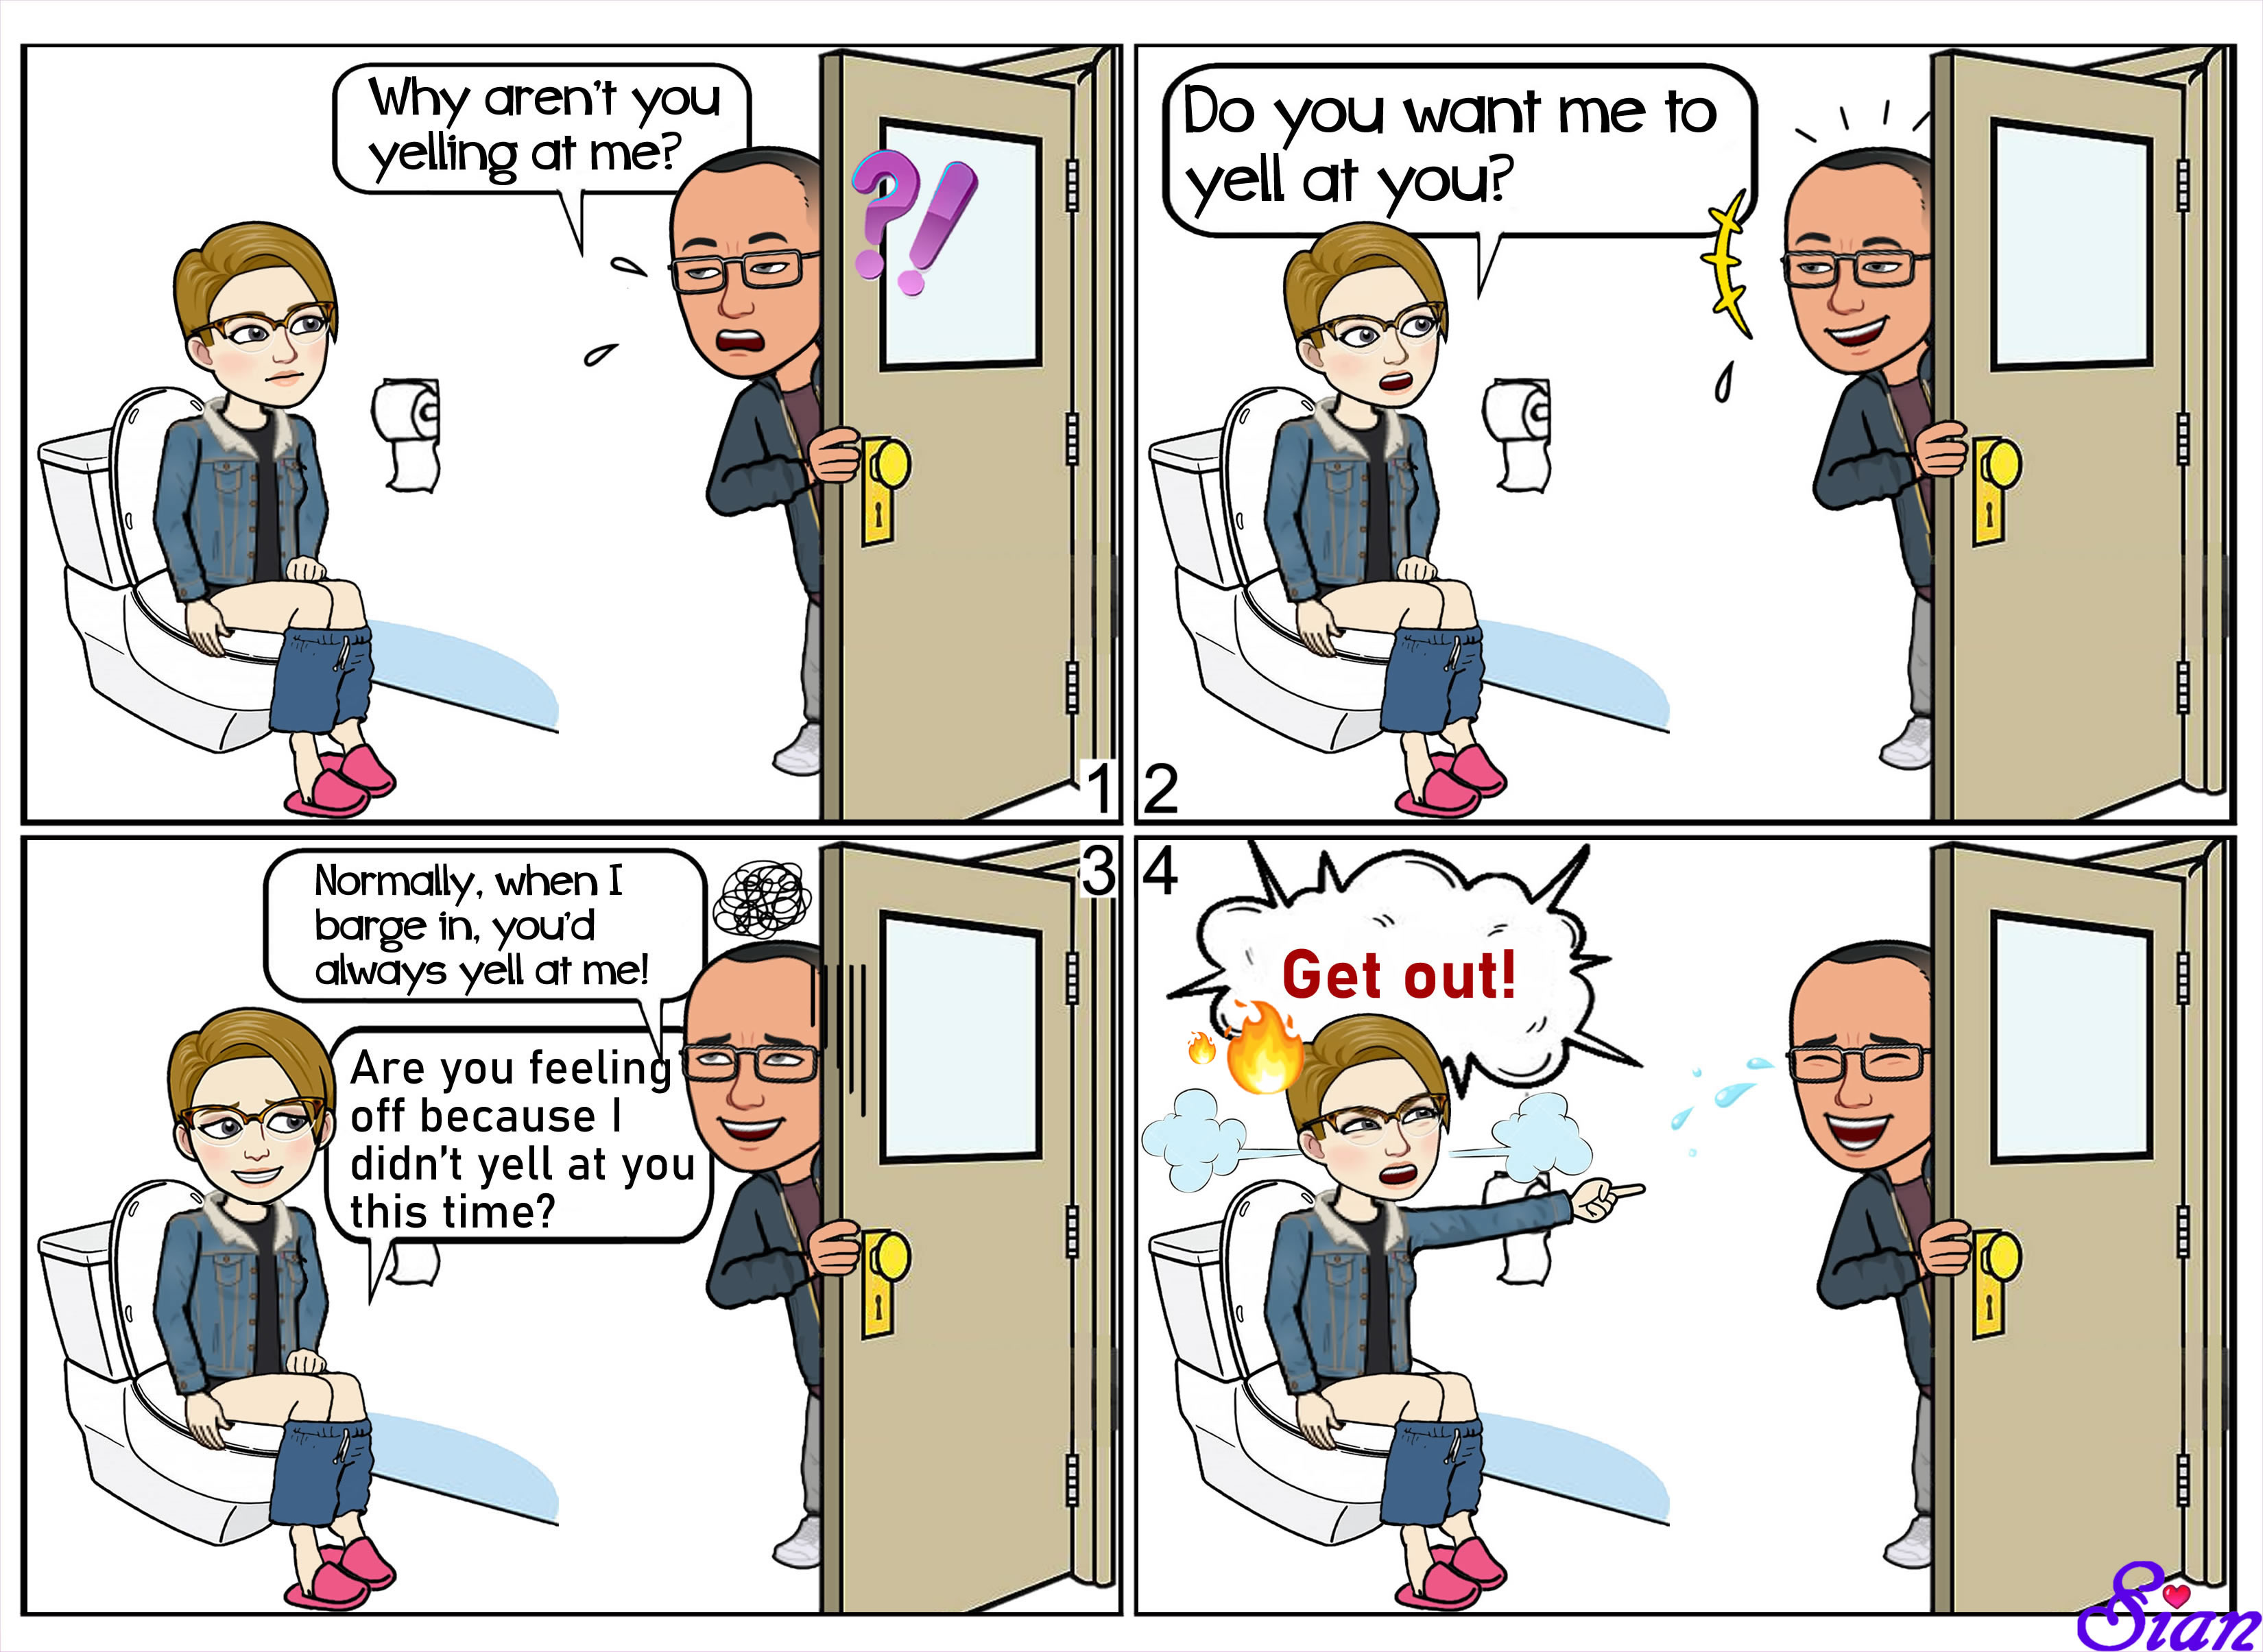 Why aren't you
yelling at me?
?!
1
Do you want me to
yell at you?
2
3
Normally, when I
barge in, you'd
always yell at me!
Are you feeling
off because I
didn't yell at you
this time?
4
Get out!
Sian